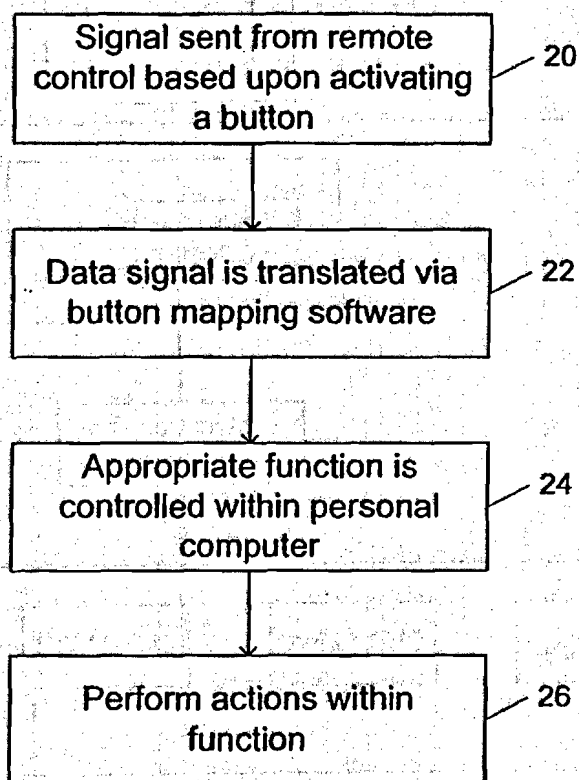 Signal sent from remote
control based upon activating
a button
20
Data signal is translated via
button mapping software
22
Appropriate function is
controlled within personal
computer
24
Perform actions within
function
26